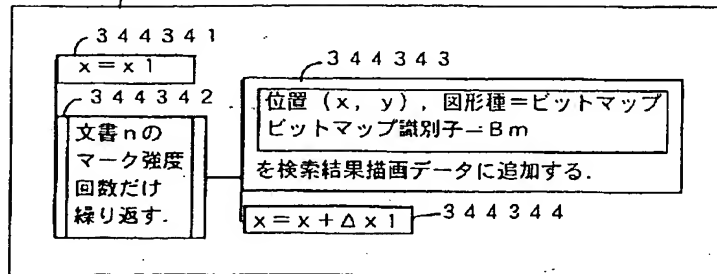 344341
x=x1
344342
文書nの
マーク強度
回数だけ
繰り返す.
344343
位置(x,y),図形種=ビットマップ
ビットマップ識別子=Bm
を検索結果描画データに追加する.
x=x+Δx1
344344